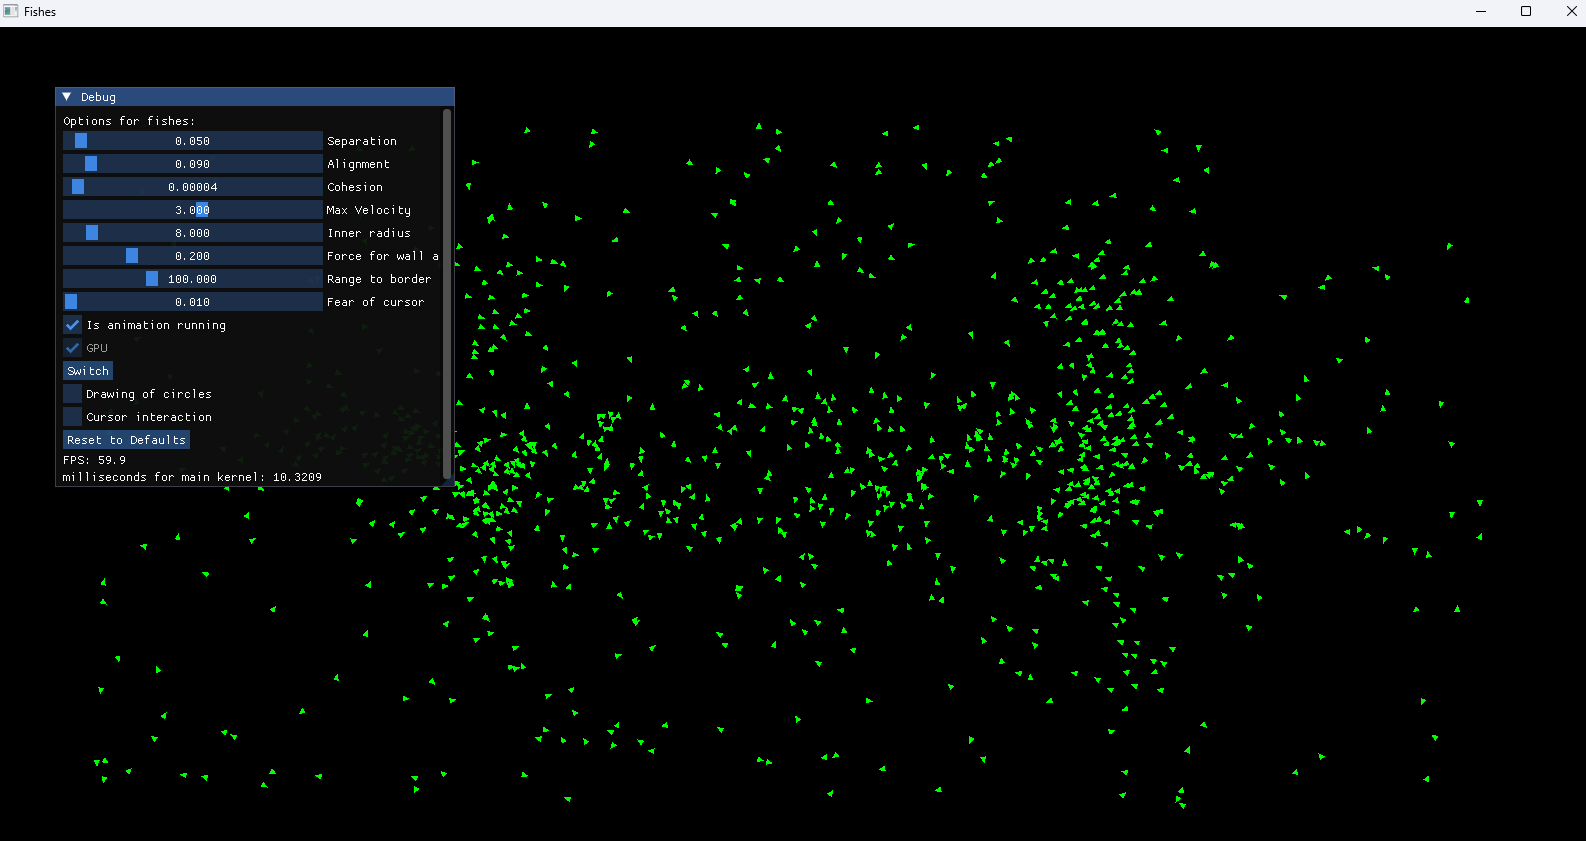 Fishes
Debug
Options for fishes:
0.050 Separation
0.090 Alignment
0.00004 Cohesion
3.000 Max Velocity
8.000 Inner radius
0.200 Force for wall a
100.000 Range to border
0.010 Fear of cursor
Is animation running
GPU
Switch
Drawing of circles
Cursor interaction
Reset to Defaults
FPS: 59.9
milliseconds for main kernel: 10.3209